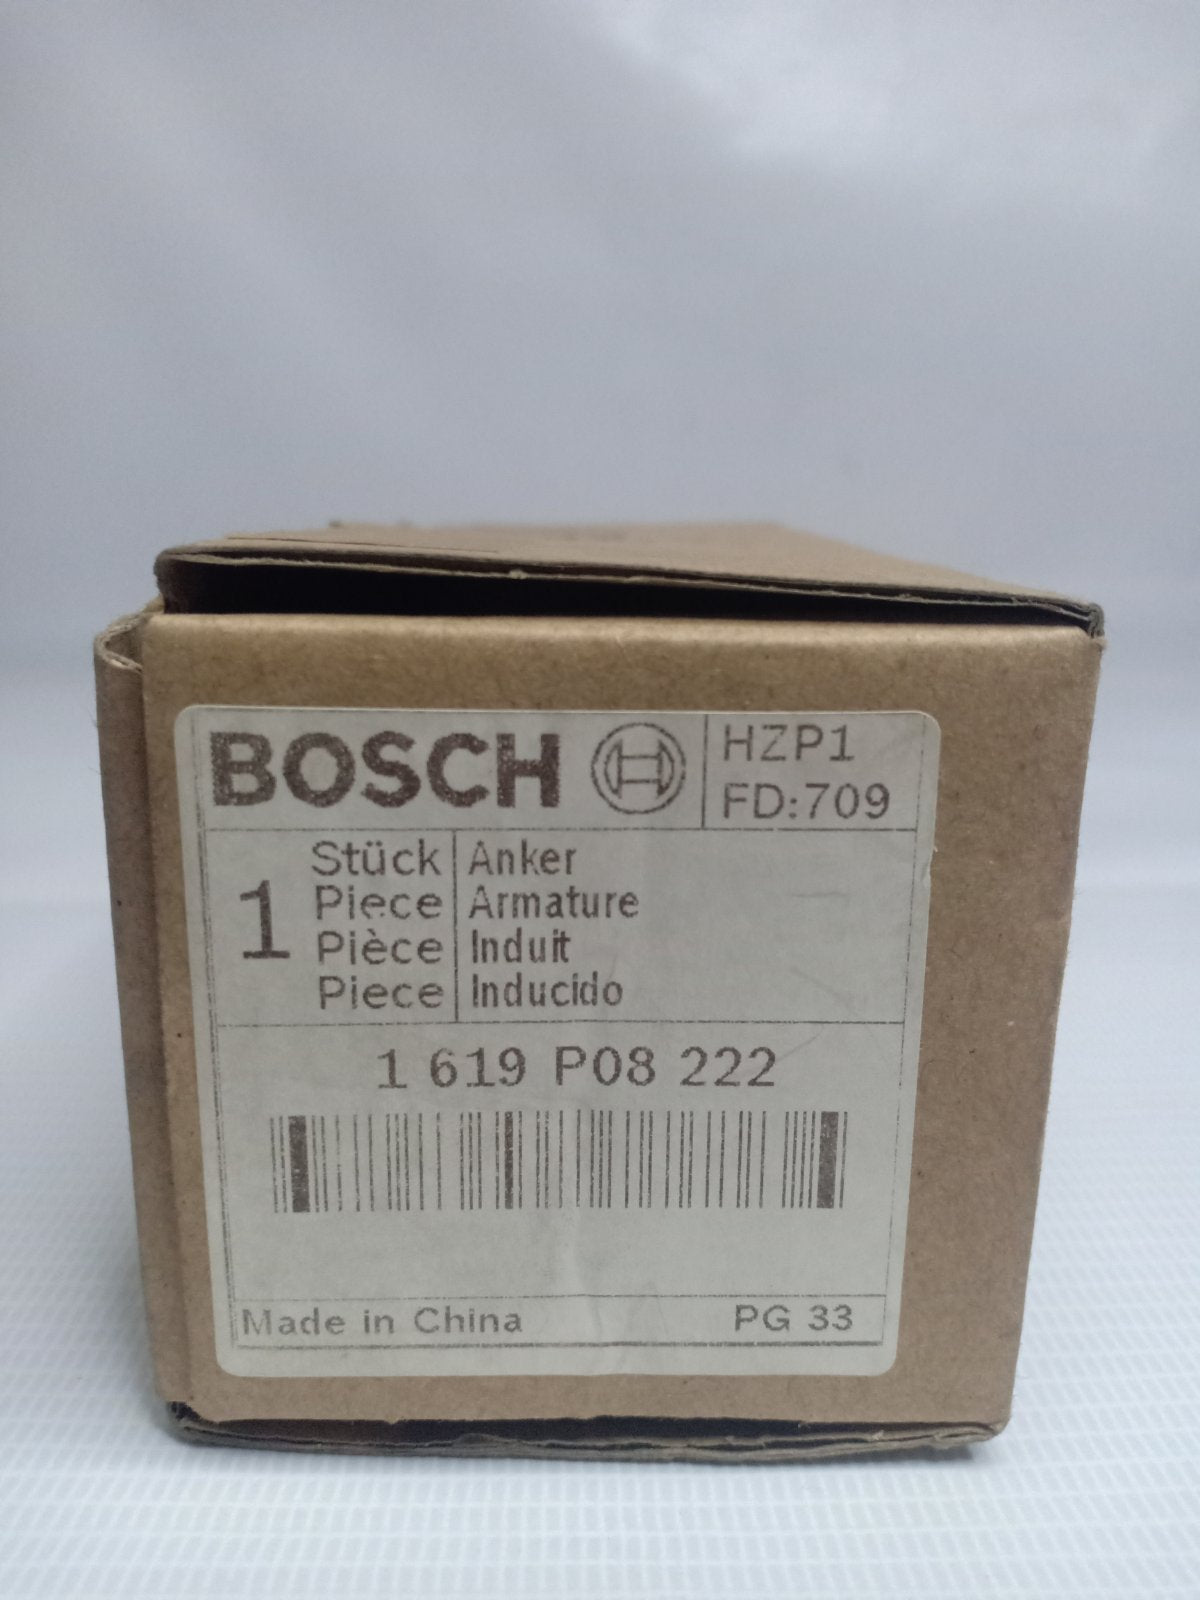 BOSCH
HZP1
FD:709
1
Stück
Piece
Pièce
Piece
Anker
Armature
Induit
Inducido
1 619 P08 222
Made in China
PG 33